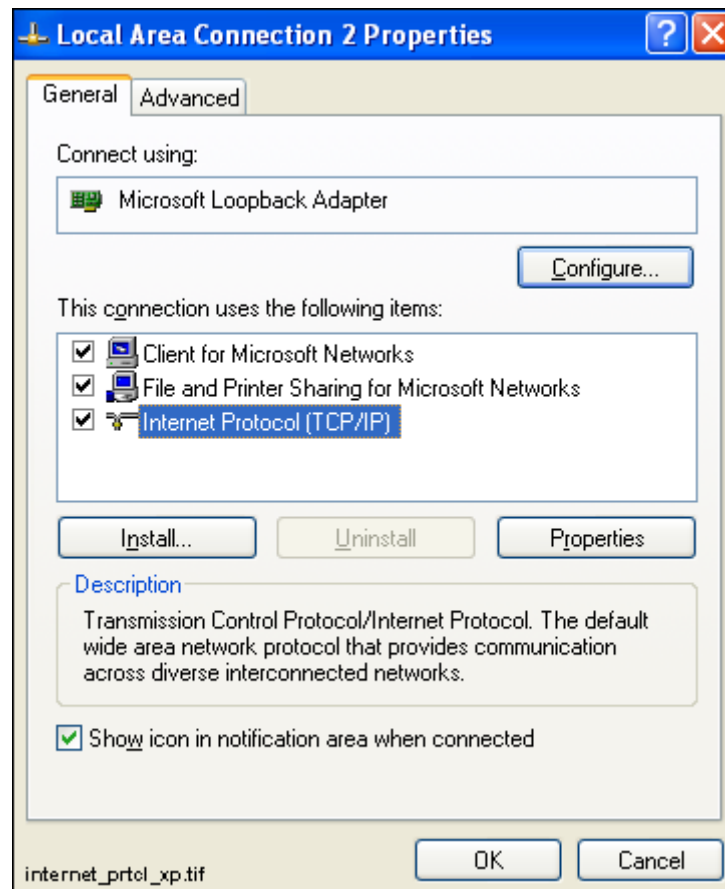 Local Area Connection 2 Properties
General
Advanced
Connect using:
Microsoft Loopback Adapter
Configure...
This connection uses the following items:
Client for Microsoft Networks
File and Printer Sharing for Microsoft Networks
Internet Protocol (TCP/IP)
Install...
Uninstall
Properties
Description
Transmission Control Protocol/Internet Protocol. The default
wide area network protocol that provides communication
across diverse interconnected networks.
Show icon in notification area when connected
OK
Cancel
internet_prtcl_xp.tif